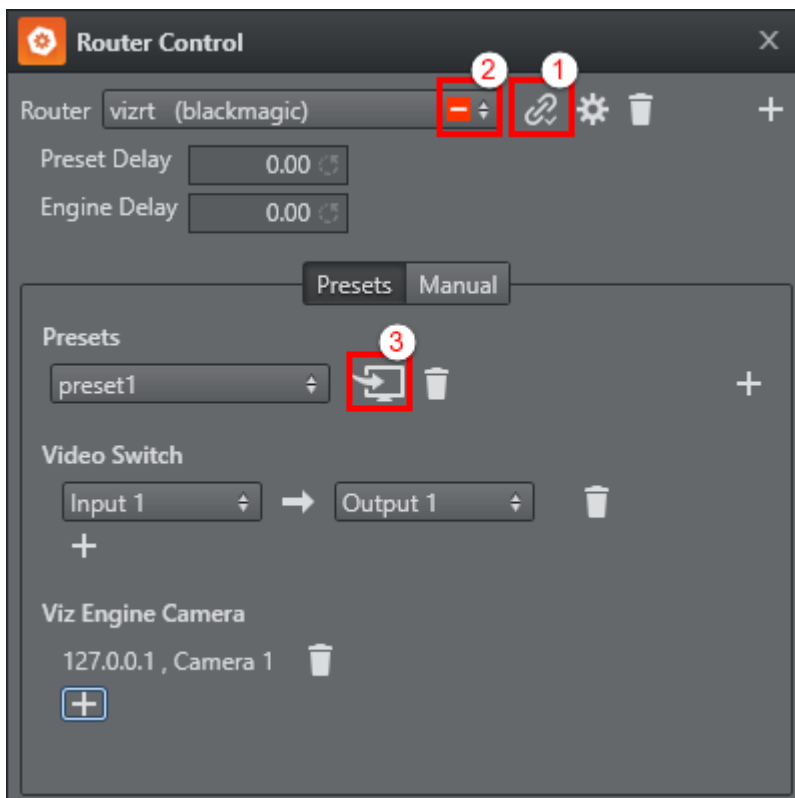 Router Control
2
1
Router vizrt (blackmagic)
Preset Delay 0.00
Engine Delay 0.00
Presets Manual
Presets
3
preset1
Video Switch
Input 1 Output 1
Viz Engine Camera
127.0.0.1 , Camera 1